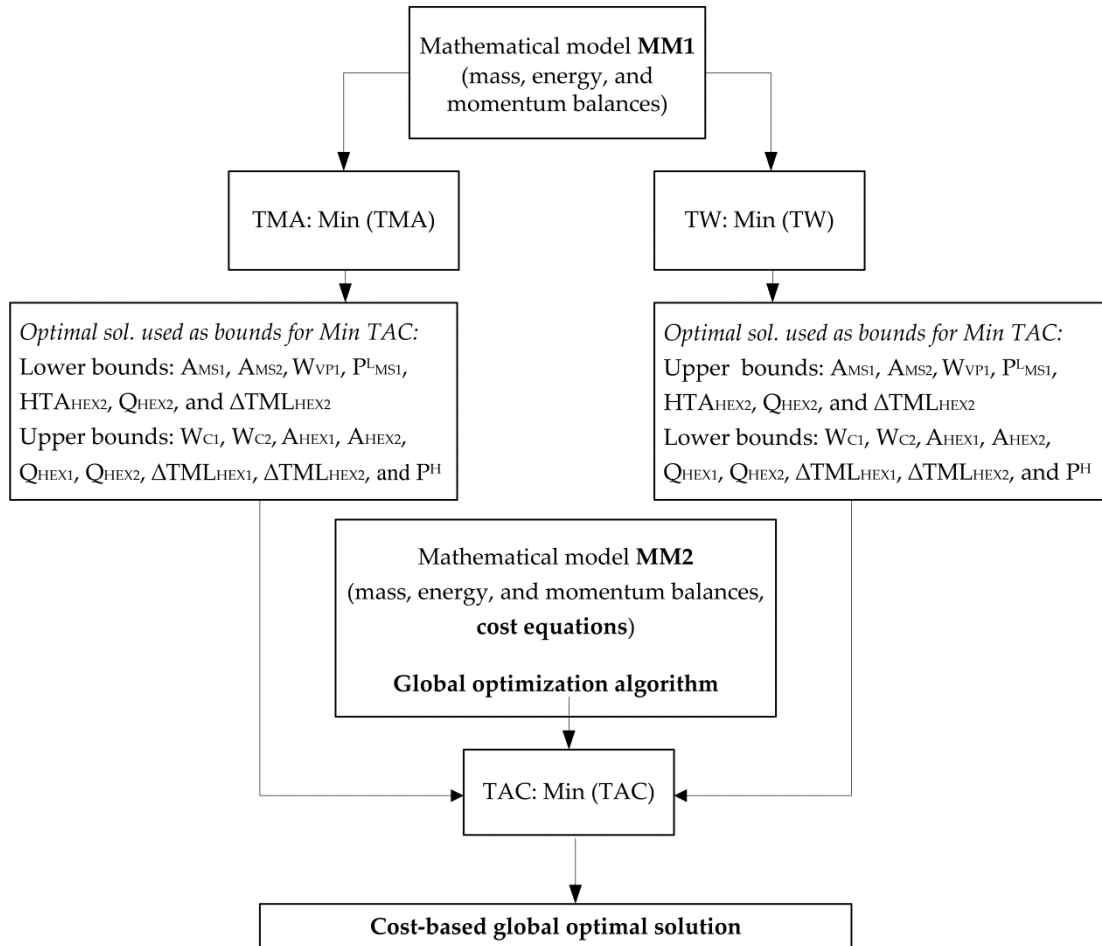 Mathematical model MM1
(mass, energy, and
momentum balances)
TMA: Min (TMA)
TW: Min (TW)
Optimal sol. used as bounds for Min TAC:
Lower bounds: AMS1, AMS2, WVP1, PLMS1,
HTAHEX2, QHEX2, and ΔTMLHEX2
Upper bounds: WC1, WC2, AHEX1, AHEX2,
QHEX1, QHEX2, ΔTMLHEX1, ΔTMLHEX2, and PH
Optimal sol. used as bounds for Min TAC:
Upper bounds: AMS1, AMS2, WVP1, PLMS1,
HTAHEX2, QHEX2, and ΔTMLHEX2
Lower bounds: WC1, WC2, AHEX1, AHEX2,
QHEX1, QHEX2, ΔTMLHEX1, ΔTMLHEX2, and PH
Mathematical model MM2
(mass, energy, and momentum balances,
cost equations)
Global optimization algorithm
TAC: Min (TAC)
Cost-based global optimal solution